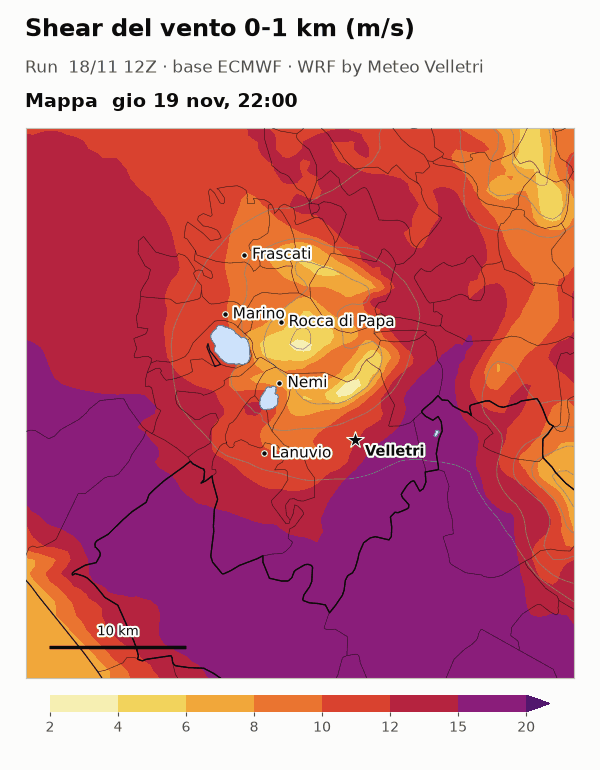 Shear del vento 0-1 km (m/s)
Run  18/11 12Z · base ECMWF · WRF by Meteo Velletri
Mappa  gio 19 nov, 22:00
Frascati
Marino
Rocca di Papa
Nemi
Velletri
Lanuvio
10 km
2 4 6 8 10 12 15 20